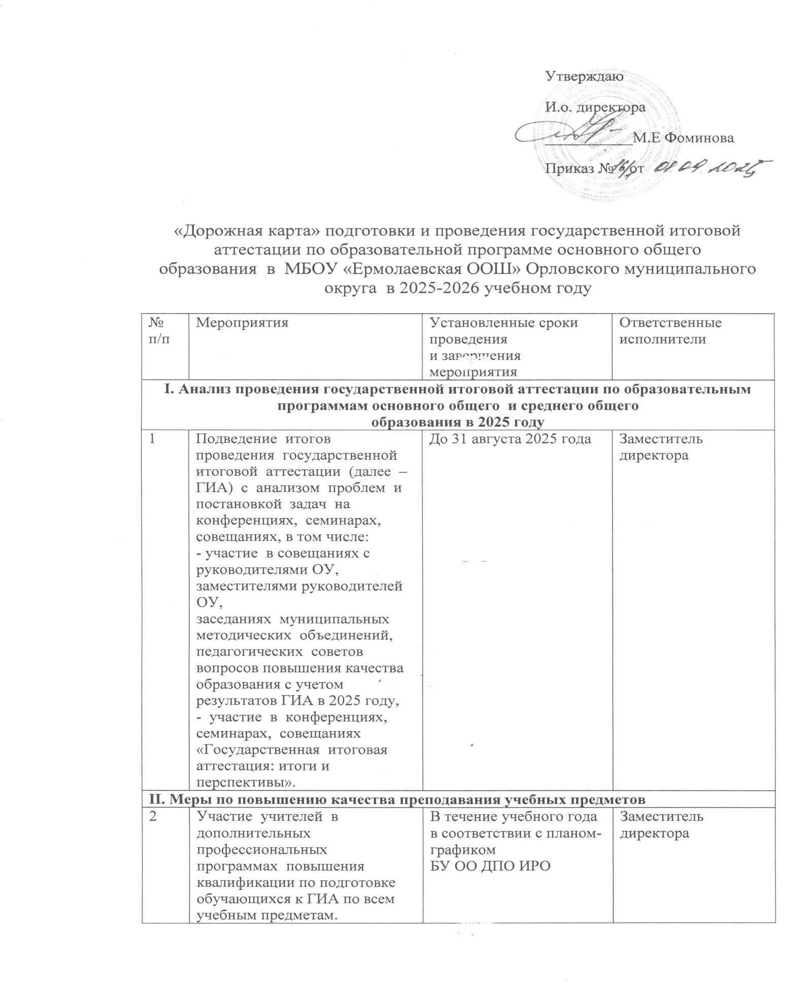 Утверждаю
И.о. директора
М.Е Фоминова
Приказ № от 01.09.2025
«Дорожная карта» подготовки и проведения государственной итоговой
аттестации по образовательной программе основного общего
образования в МБОУ «Ермолаевская ООШ» Орловского муниципального
округа в 2025-2026 учебном году
№
п/п
Мероприятия
Установленные сроки
проведения
и завершения
мероприятия
Ответственные
исполнители
I. Анализ проведения государственной итоговой аттестации по образовательным
программам основного общего и среднего общего
образования в 2025 году
1
Подведение итогов
проведения государственной
итоговой аттестации (далее –
ГИА) с анализом проблем и
постановкой задач на
конференциях, семинарах,
совещаниях, в том числе:
- участие в совещаниях с
руководителями ОУ,
заместителями руководителей
ОУ,
заседаниях муниципальных
методических объединений,
педагогических советов
вопросов повышения качества
образования с учетом
результатов ГИА в 2025 году,
- участие в конференциях,
семинарах, совещаниях
«Государственная итоговая
аттестация: итоги и
перспективы».
До 31 августа 2025 года
Заместитель
директора
II. Меры по повышению качества преподавания учебных предметов
2
Участие учителей в
дополнительных
профессиональных
программах повышения
квалификации по подготовке
обучающихся к ГИА по всем
учебным предметам.
В течение учебного года
в соответствии с планом-
графиком
БУ ОО ДПО ИРО
Заместитель
директора